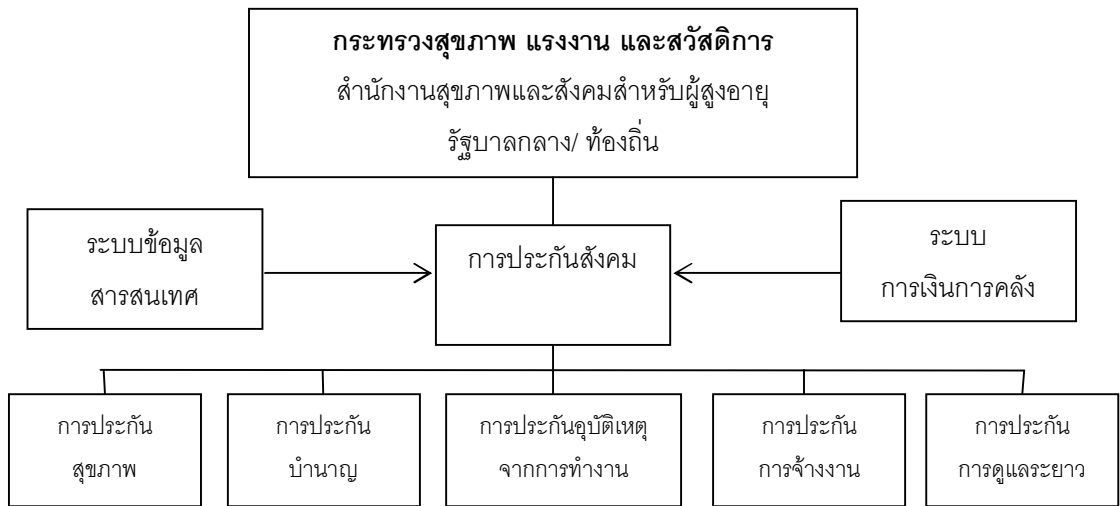 กระทรวงสุขภาพ แรงงาน และสวัสดิการ
สำนักงานสุขภาพและสังคมสำหรับผู้สูงอายุ
รัฐบาลกลาง/ ท้องถิ่น
ระบบข้อมูล
สารสนเทศ
การประกันสังคม
ระบบ
การเงินการคลัง
การประกัน
สุขภาพ
การประกัน
บำนาญ
การประกันอุบัติเหตุ
จากการทำงาน
การประกัน
การจ้างงาน
การประกัน
การดูแลระยาว